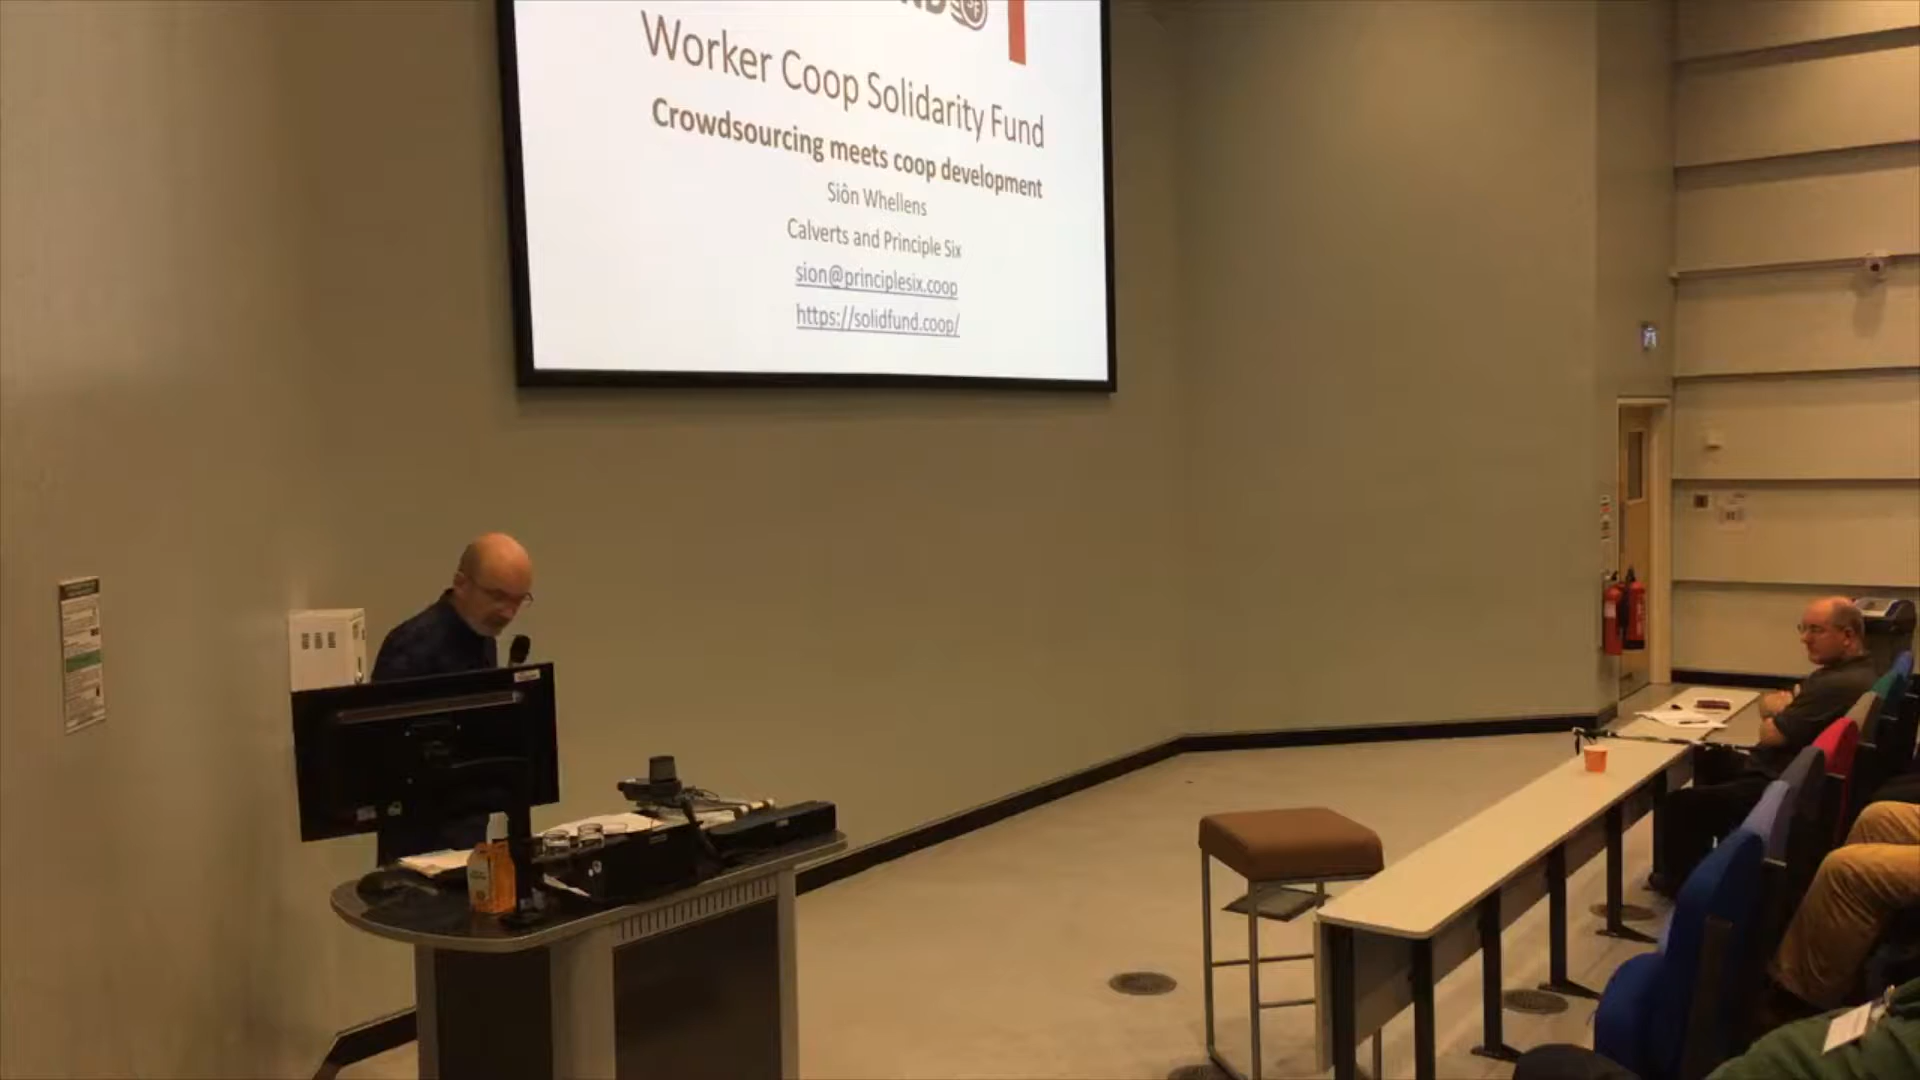 Worker Coop Solidarity Fund
Crowdsourcing meets coop development
Siôn Whellens
Calverts and Principle Six
sion@principlesix.coop
https://solidfund.coop/